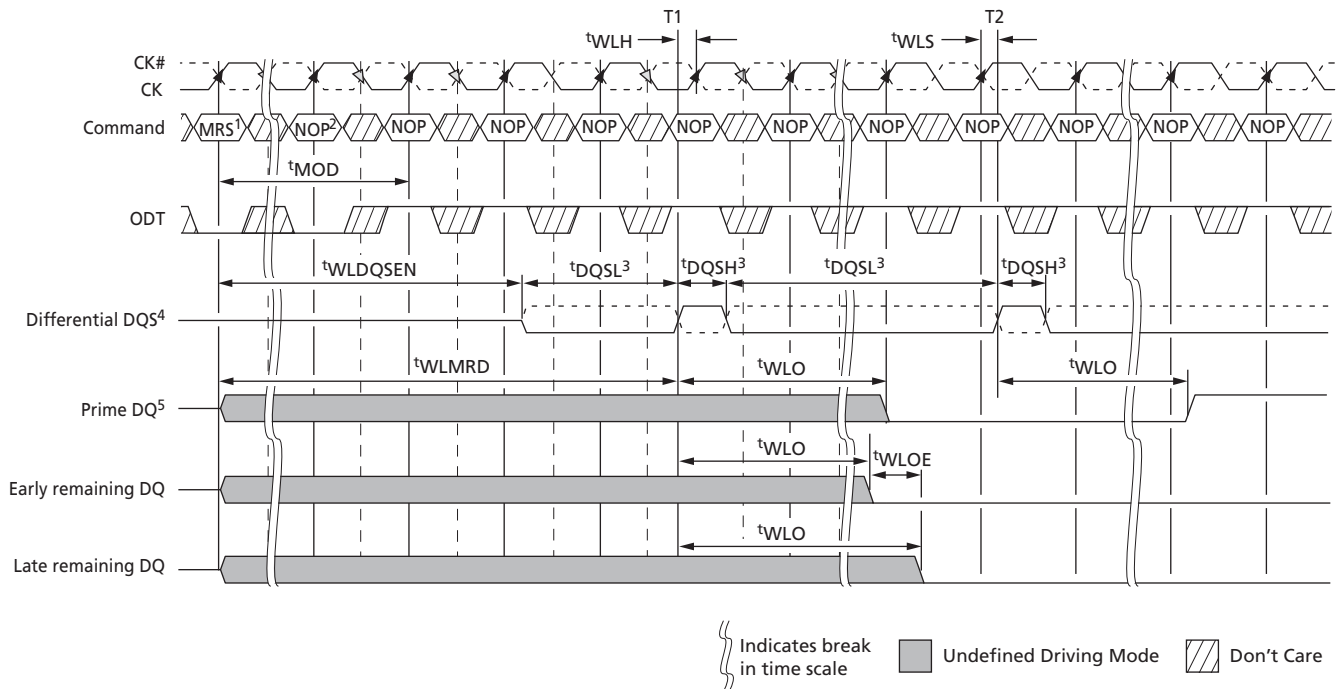 T1 T2
tWLH tWLS
CK#
CK
Command MRS1 NOP2 NOP NOP NOP NOP NOP NOP NOP NOP NOP NOP
tMOD
ODT
tWLDQSEN tDQSL3 tDQSH3 tDQSL3 tDQSH3
Differential DQS4
tWLMRD tWLO tWLO
Prime DQ5
tWLO tWLOE
Early remaining DQ
tWLO
Late remaining DQ
Indicates break
in time scale
Undefined Driving Mode
Don't Care